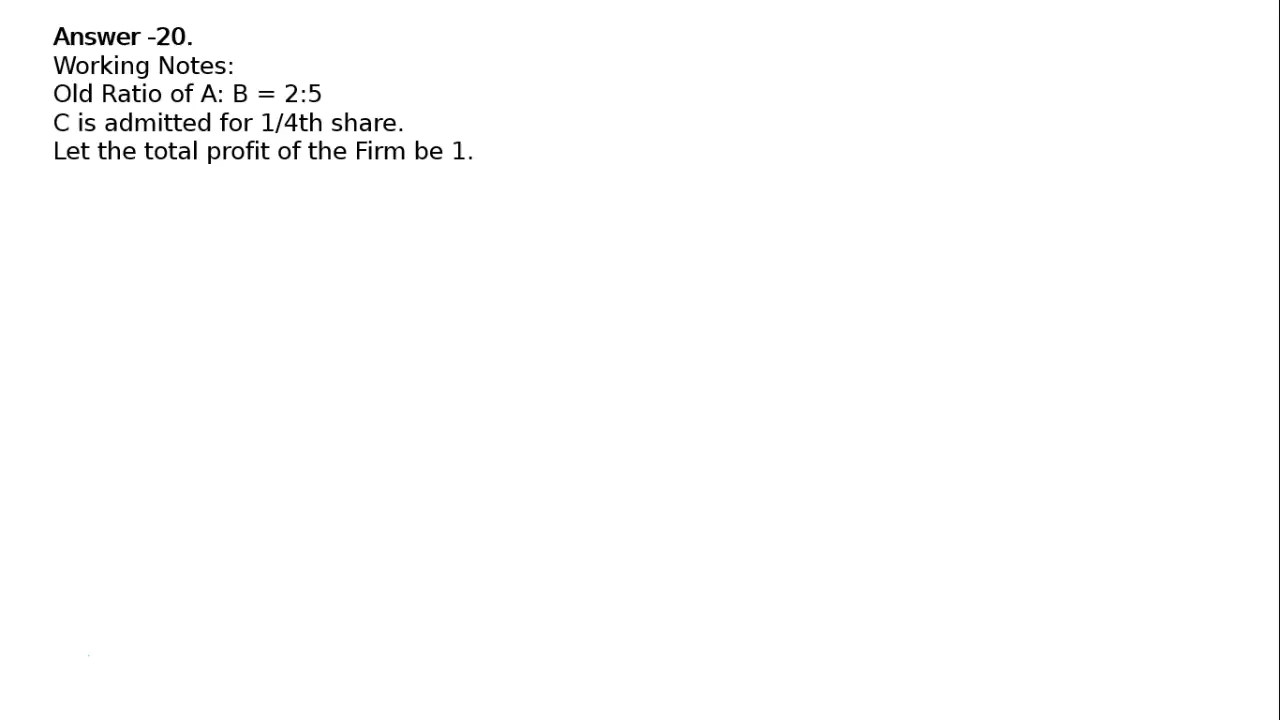 Answer -20.
Working Notes:
Old Ratio of A: B = 2:5
C is admitted for 1/4th share.
Let the total profit of the Firm be 1.